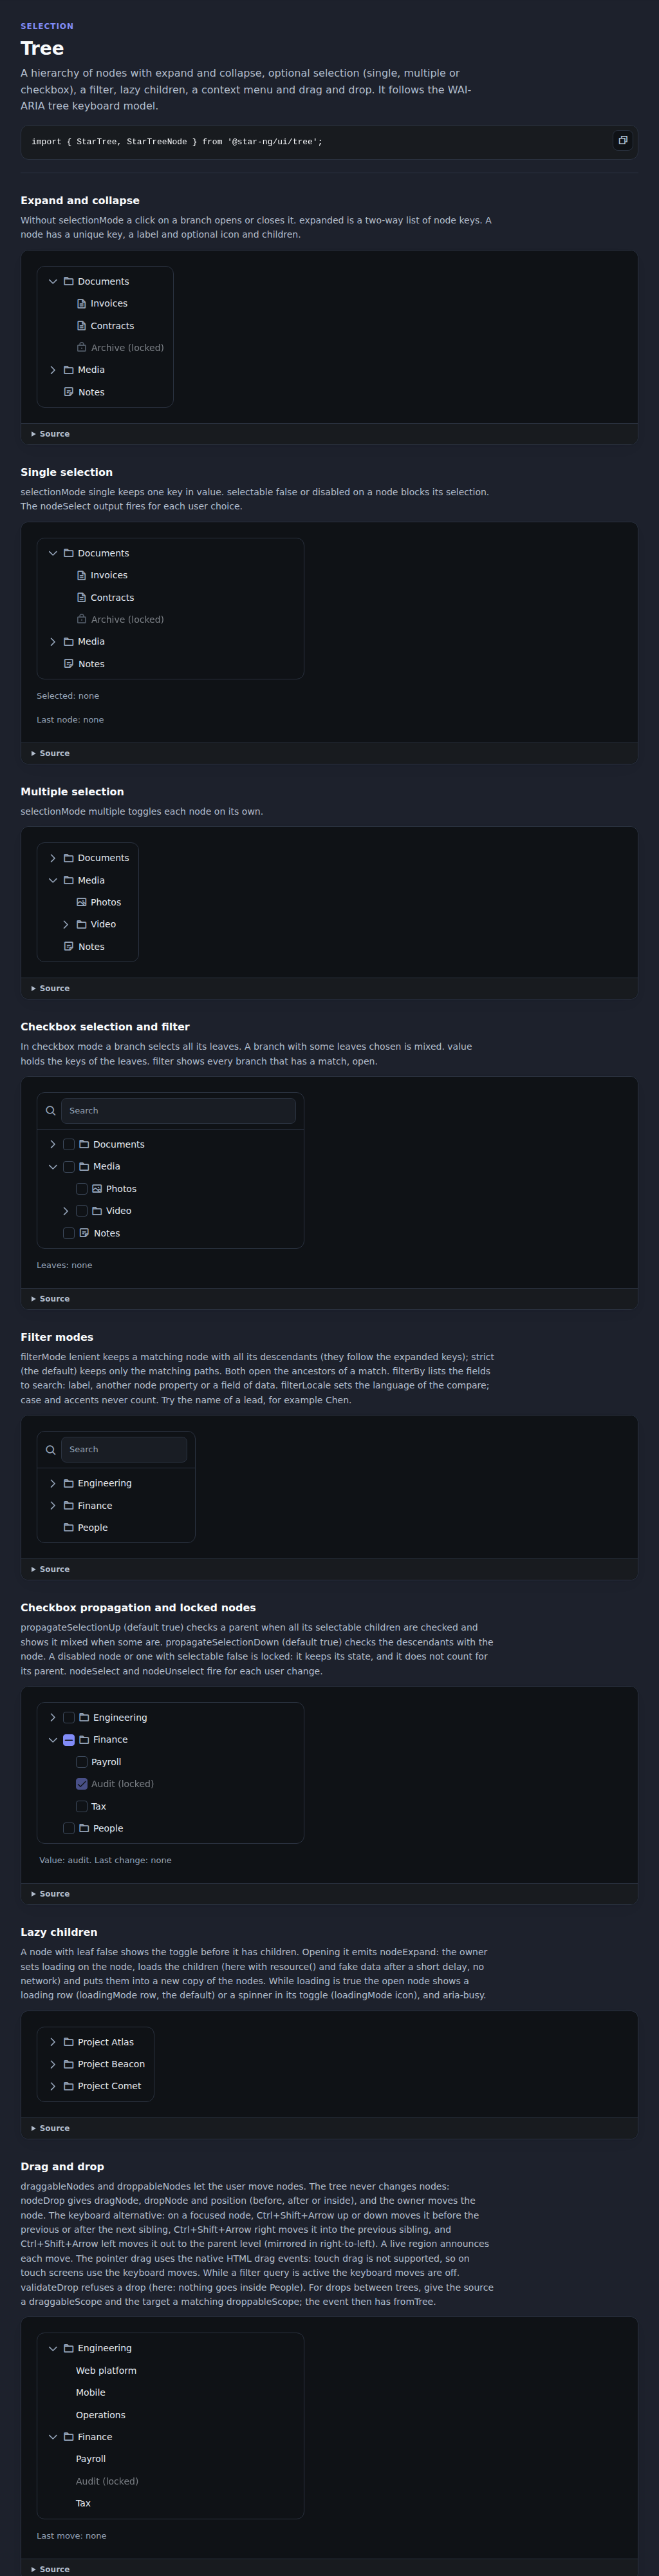 SELECTION
Tree
A hierarchy of nodes with expand and collapse, optional selection (single, multiple or
checkbox), a filter, lazy children, a context menu and drag and drop. It follows the WAI-
ARIA tree keyboard model.
import { StarTree, StarTreeNode } from '@star-ng/ui/tree';
Expand and collapse
Without selectionMode a click on a branch opens or closes it. expanded is a two-way list of node keys. A
node has a unique key, a label and optional icon and children.
Documents
Invoices
Contracts
Archive (locked)
Media
Notes
Source
Single selection
selectionMode single keeps one key in value. selectable false or disabled on a node blocks its selection.
The nodeSelect output fires for each user choice.
Documents
Invoices
Contracts
Archive (locked)
Media
Notes
Selected: none
Last node: none
Source
Multiple selection
selectionMode multiple toggles each node on its own.
Documents
Media
Photos
Video
Notes
Source
Checkbox selection and filter
In checkbox mode a branch selects all its leaves. A branch with some leaves chosen is mixed. value
holds the keys of the leaves. filter shows every branch that has a match, open.
Search
Documents
Media
Photos
Video
Notes
Leaves: none
Source
Filter modes
filterMode lenient keeps a matching node with all its descendants (they follow the expanded keys); strict
(the default) keeps only the matching paths. Both open the ancestors of a match. filterBy lists the fields
to search: label, another node property or a field of data. filterLocale sets the language of the compare;
case and accents never count. Try the name of a lead, for example Chen.
Search
Engineering
Finance
People
Source
Checkbox propagation and locked nodes
propagateSelectionUp (default true) checks a parent when all its selectable children are checked and
shows it mixed when some are. propagateSelectionDown (default true) checks the descendants with the
node. A disabled node or one with selectable false is locked: it keeps its state, and it does not count for
its parent. nodeSelect and nodeUnselect fire for each user change.
Engineering
Finance
Payroll
Audit (locked)
Tax
People
Value: audit. Last change: none
Source
Lazy children
A node with leaf false shows the toggle before it has children. Opening it emits nodeExpand: the owner
sets loading on the node, loads the children (here with resource() and fake data after a short delay, no
network) and puts them into a new copy of the nodes. While loading is true the open node shows a
loading row (loadingMode row, the default) or a spinner in its toggle (loadingMode icon), and aria-busy.
Project Atlas
Project Beacon
Project Comet
Source
Drag and drop
draggableNodes and droppableNodes let the user move nodes. The tree never changes nodes:
nodeDrop gives dragNode, dropNode and position (before, after or inside), and the owner moves the
node. The keyboard alternative: on a focused node, Ctrl+Shift+Arrow up or down moves it before the
previous or after the next sibling, Ctrl+Shift+Arrow right moves it into the previous sibling, and
Ctrl+Shift+Arrow left moves it out to the parent level (mirrored in right-to-left). A live region announces
each move. The pointer drag uses the native HTML drag events: touch drag is not supported, so on
touch screens use the keyboard moves. While a filter query is active the keyboard moves are off.
validateDrop refuses a drop (here: nothing goes inside People). For drops between trees, give the source
a draggableScope and the target a matching droppableScope; the event then has fromTree.
Engineering
Web platform
Mobile
Operations
Finance
Payroll
Audit (locked)
Tax
Last move: none
Source